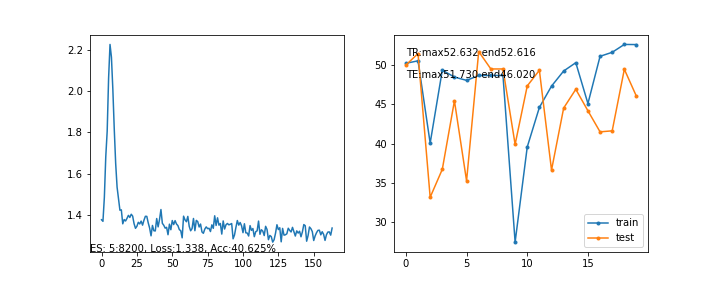 2.2
2.0
1.8
1.6
1.4
ES: 5:8200, Loss:1.338, Acc:40.625%
0 25 50 75 100 125 150
TR:max52.632,end52.616
TE:max51.730,end46.020
50
45
40
35
30
train
test
0 5 10 15